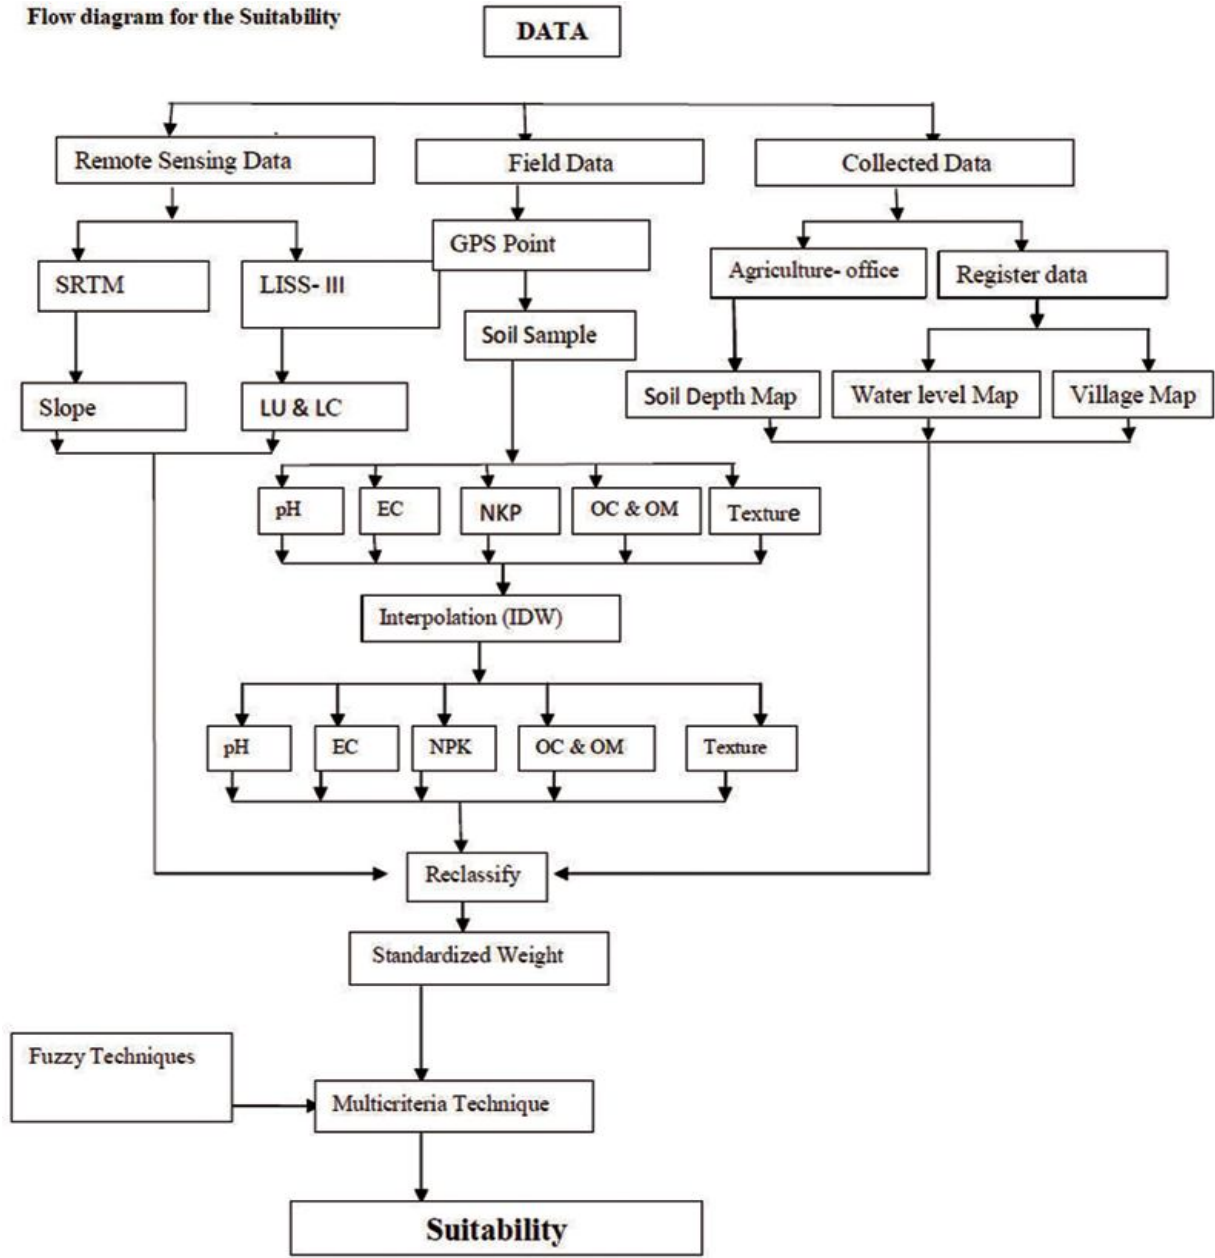 Flow diagram for the Suitability
DATA
Remote Sensing Data
Field Data
Collected Data
SRTM
LISS- III
GPS Point
Agriculture- office
Register data
Soil Sample
Slope
LU & LC
Soil Depth Map
Water level Map
Village Map
pH
EC
NKP
OC & OM
Texture
Interpolation (IDW)
pH
EC
NPK
OC & OM
Texture
Reclassify
Standardized Weight
Fuzzy Techniques
Multicriteria Technique
Suitability